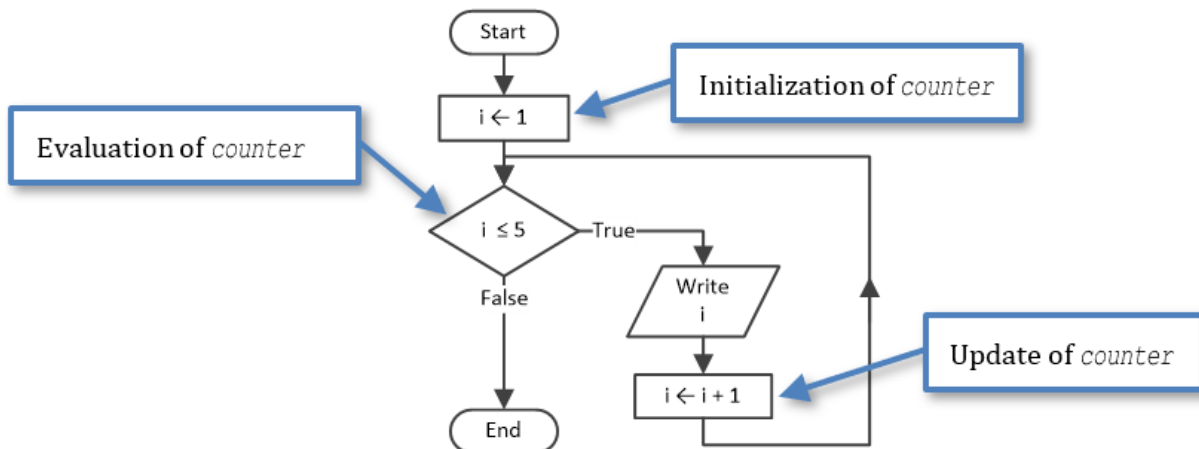 Start
Initialization of counter
i ← 1
Evaluation of counter
i ≤ 5
True
False
Write
i
Update of counter
i ← i + 1
End